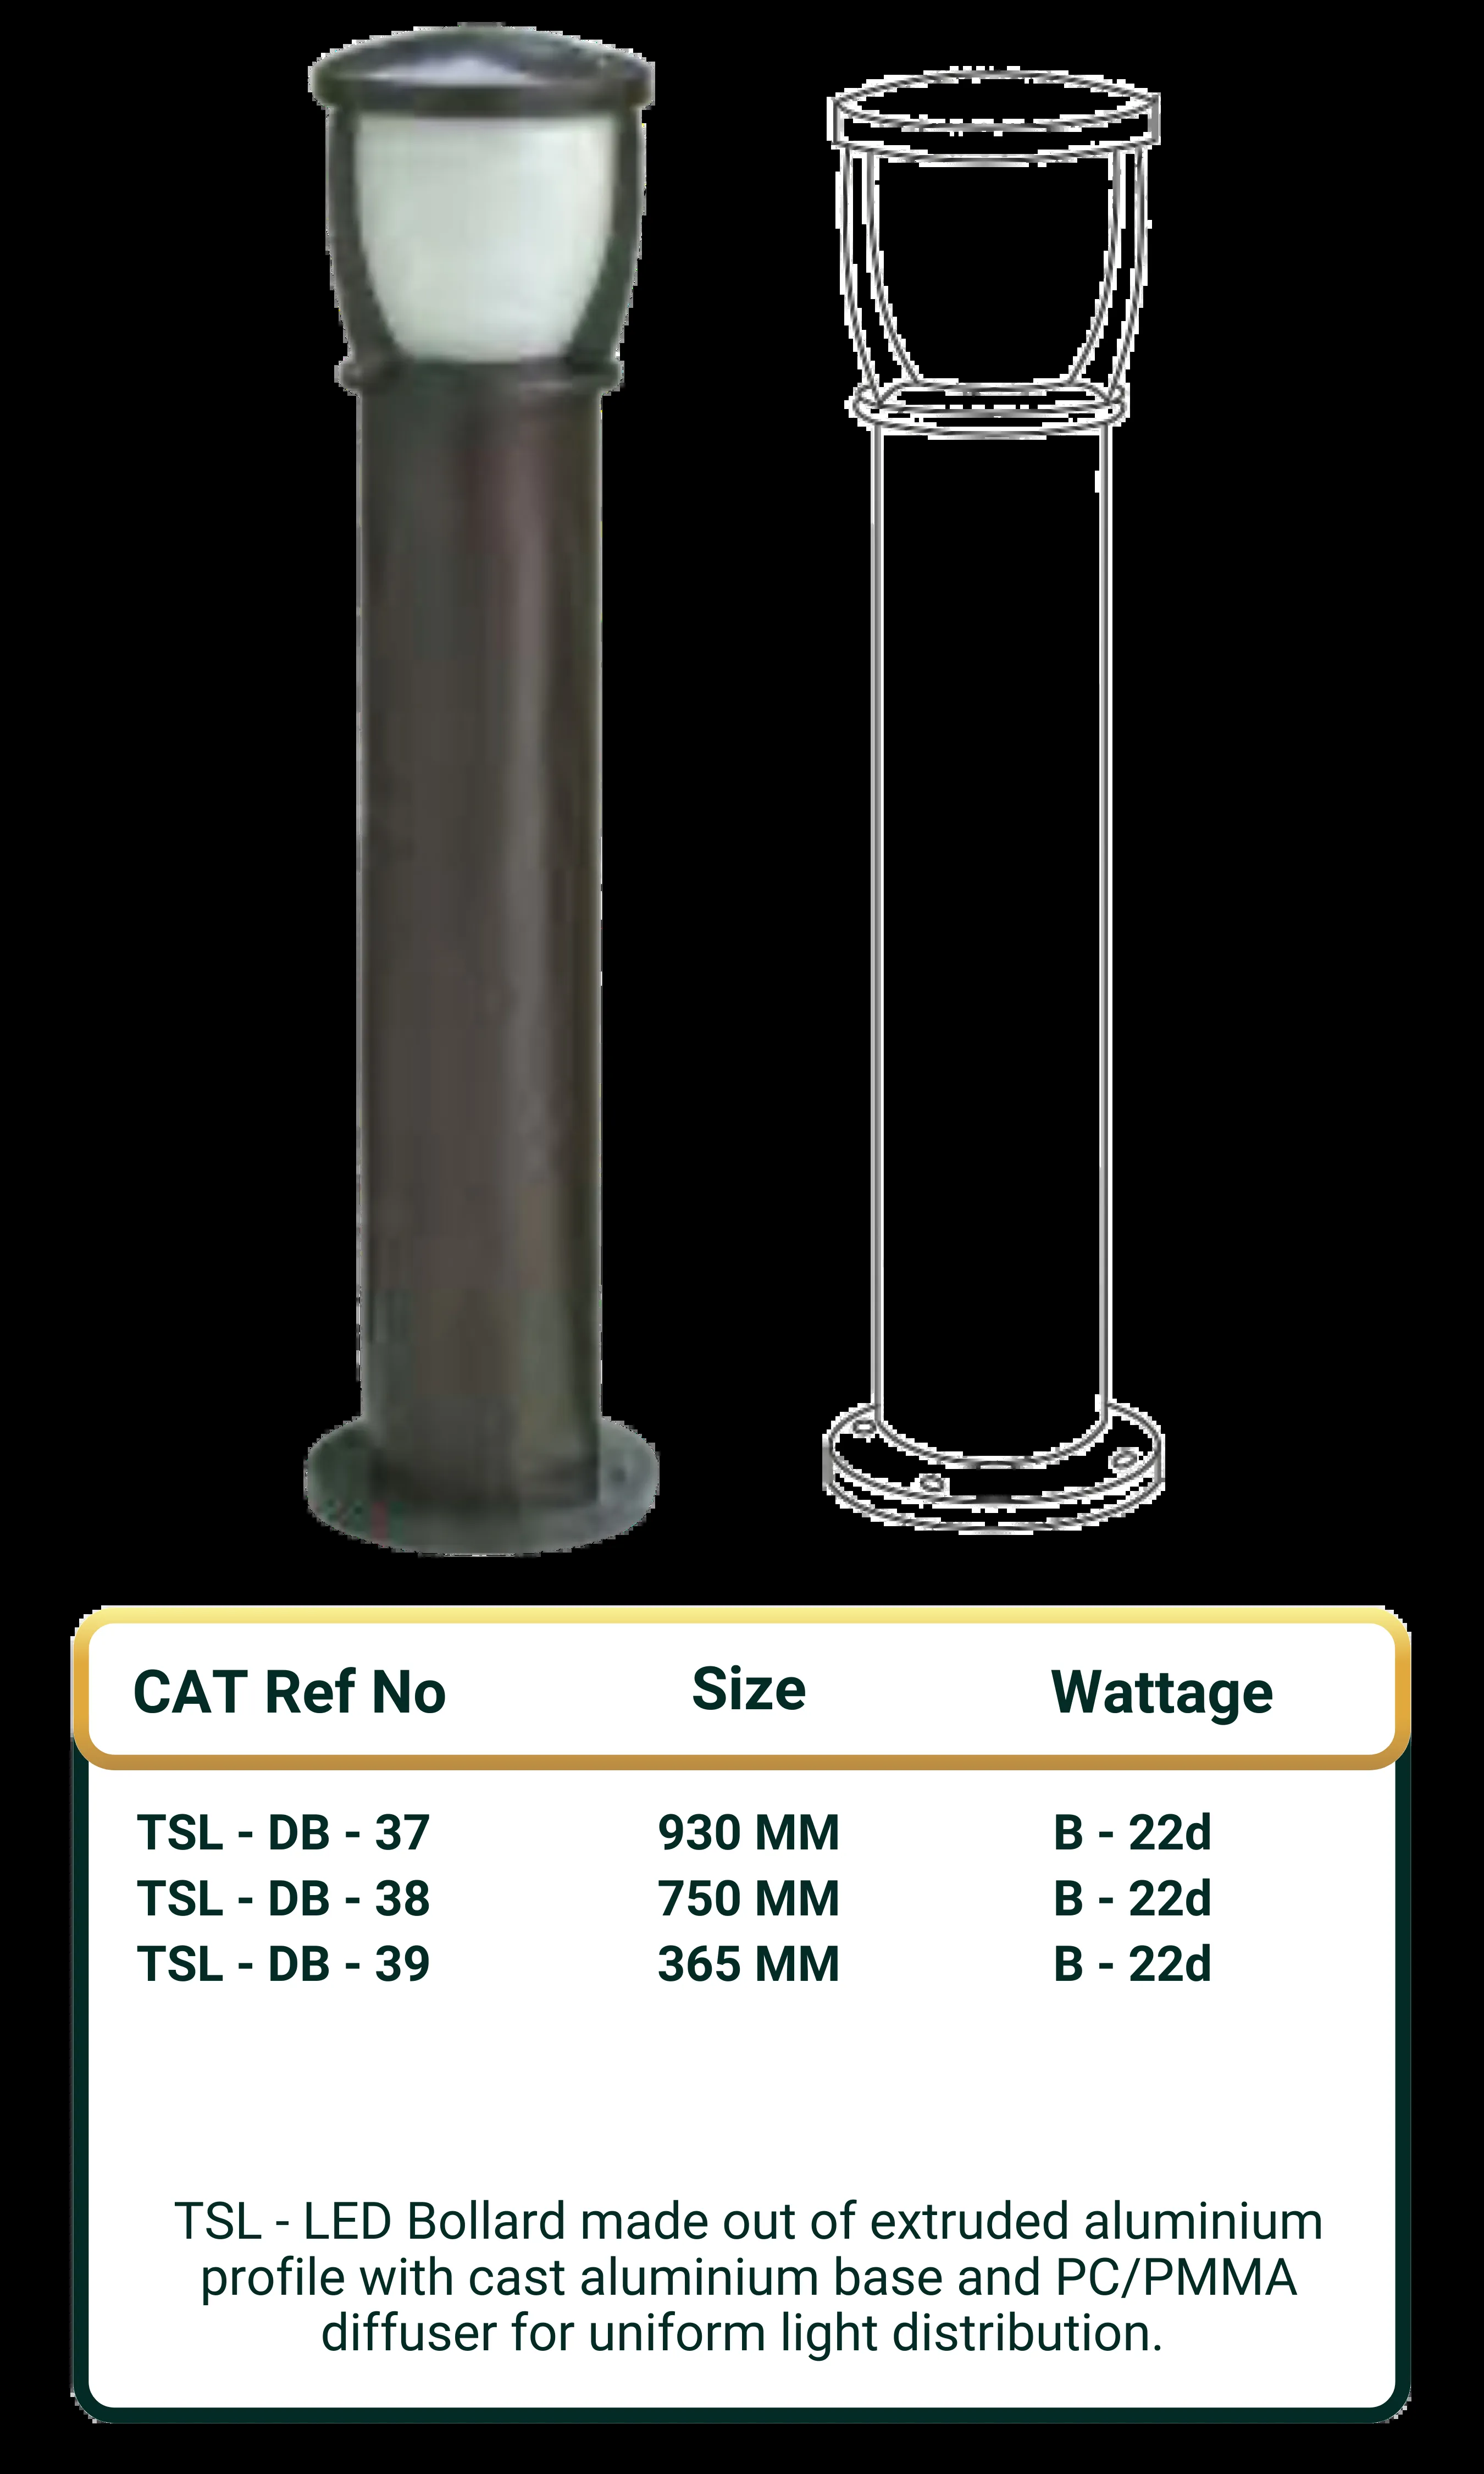 CAT Ref No Size Wattage
TSL - DB - 37 930 MM B - 22d
TSL - DB - 38 750 MM B - 22d
TSL - DB - 39 365 MM B - 22d
TSL - LED Bollard made out of extruded aluminium
profile with cast aluminium base and PC/PMMA
diffuser for uniform light distribution.